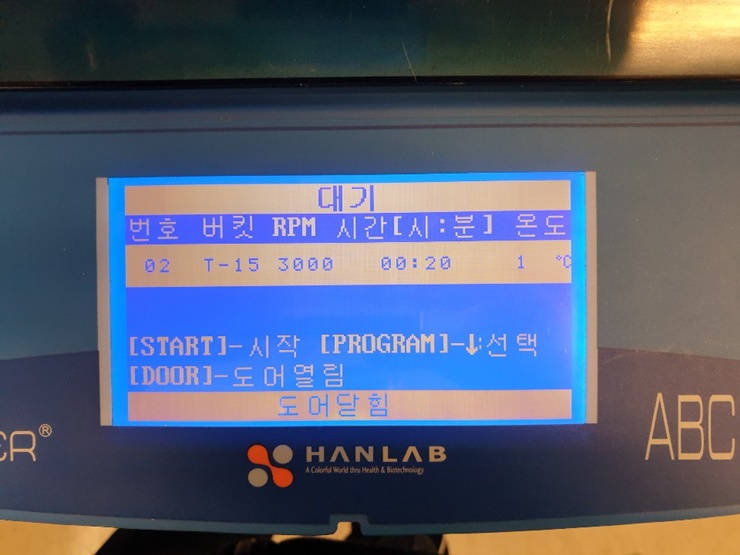 대기
번호 버킷 RPM 시간[시:분] 온도
02 T-15 3000 00:20 1 °C
[START]-시작 [PROGRAM]-↓:선택
[DOOR]-도어열림
도어닫힘
ER®
HANLAB
A Colorful World thru Health & Biotechnology
ABC